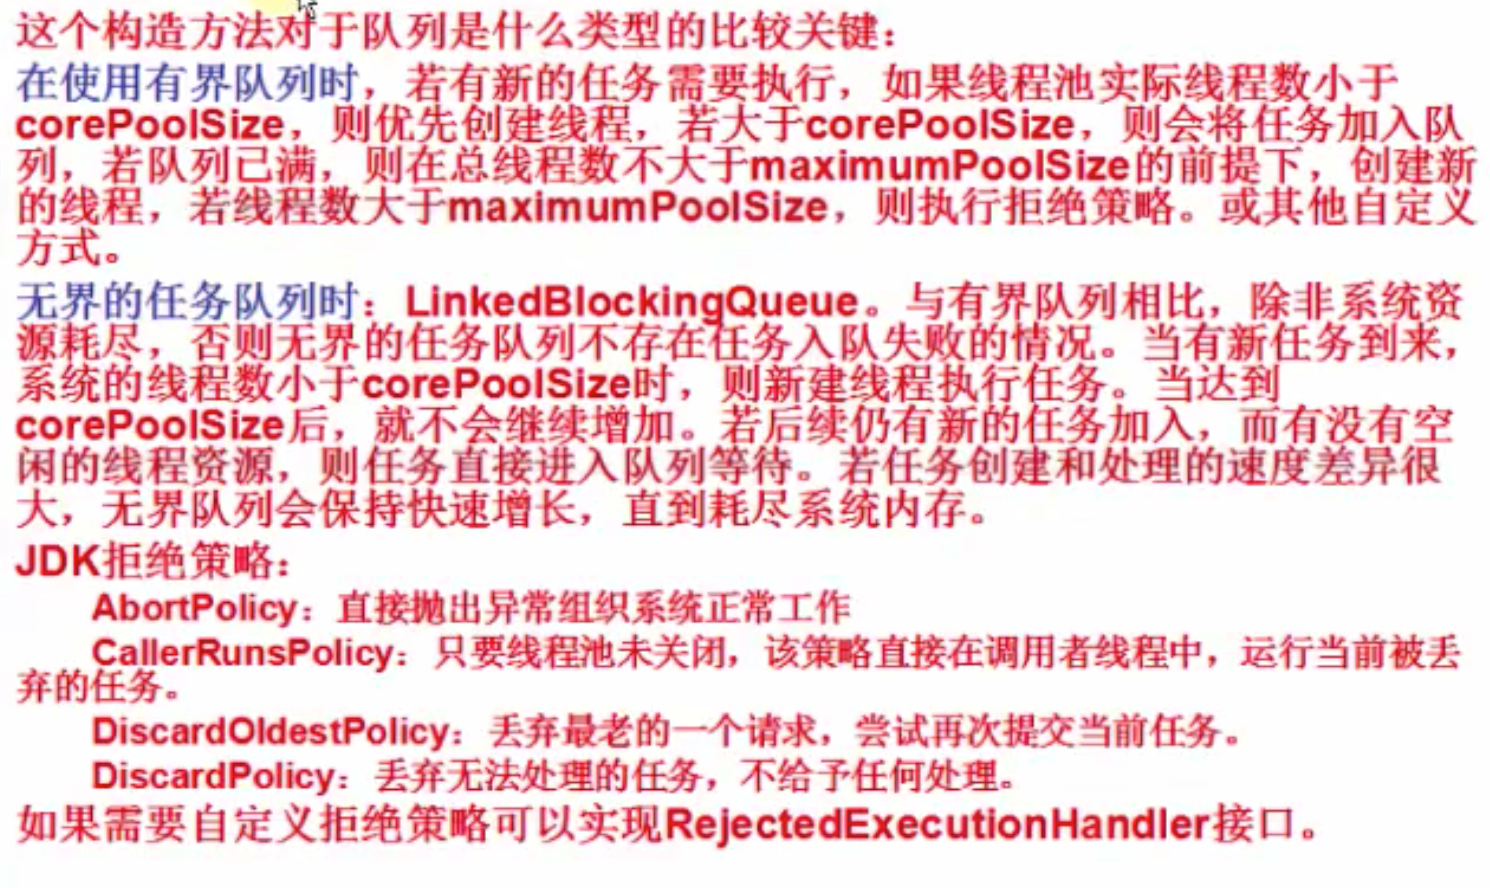 这个构造方法对于队列是什么类型的比较关键：
在使用有界队列时，若有新的任务需要执行，如果线程池实际线程数小于
corePoolSize，则优先创建线程，若大于corePoolSize，则会将任务加入队
列，若队列已满，则在总线程数不大于maximumPoolSize的前提下，创建新
的线程，若线程数大于maximumPoolSize，则执行拒绝策略。或其他自定义
方式。
无界的任务队列时：LinkedBlockingQueue。与有界队列相比，除非系统资
源耗尽，否则无界的任务队列不存在任务入队失败的情况。当有新任务到来，
系统的线程数小于corePoolSize时，则新建线程执行任务。当达到
corePoolSize后，就不会继续增加。若后续仍有新的任务加入，而有没有空
闲的线程资源，则任务直接进入队列等待。若任务创建和处理的速度差异很
大，无界队列会保持快速增长，直到耗尽系统内存。
JDK拒绝策略：
AbortPolicy：直接抛出异常组织系统正常工作
CallerRunsPolicy：只要线程池未关闭，该策略直接在调用者线程中，运行当前被丢
弃的任务。
DiscardOldestPolicy：丢弃最老的一个请求，尝试再次提交当前任务。
DiscardPolicy：丢弃无法处理的任务，不给予任何处理。
如果需要自定义拒绝策略可以实现RejectedExecutionHandler接口。